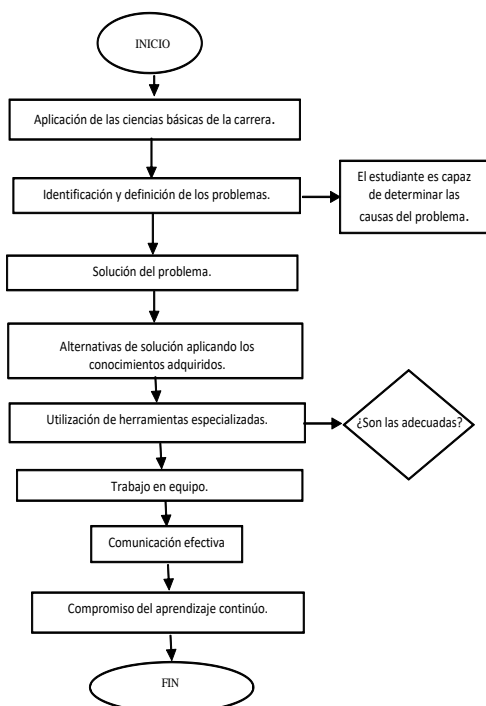 INICIO
Aplicación de las ciencias básicas de la carrera.
Identificación y definición de los problemas.
El estudiante es capaz
de determinar las
causas del problema.
Solución del problema.
Alternativas de solución aplicando los
conocimientos adquiridos.
Utilización de herramientas especializadas.
¿Son las adecuadas?
Trabajo en equipo.
Comunicación efectiva
Compromiso del aprendizaje continúo.
FIN